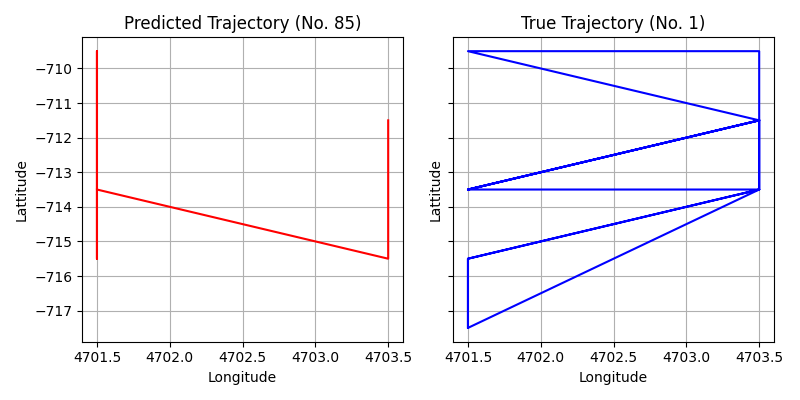 Predicted Trajectory (No. 85)
−710
−711
−712
−713
−714
−715
−716
−717
Lattitude
4701.5 4702.0 4702.5 4703.0 4703.5
Longitude
True Trajectory (No. 1)
Lattitude
4701.5 4702.0 4702.5 4703.0 4703.5
Longitude